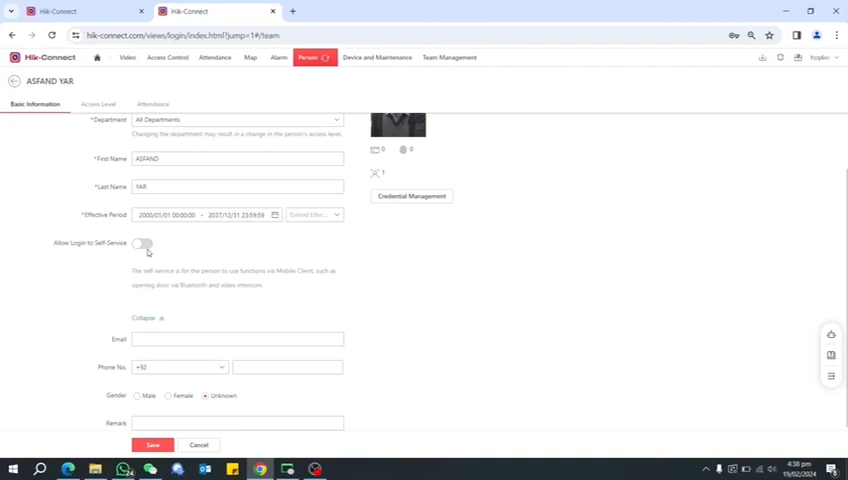 Hik-Connect
Hik-Connect
hik-connect.com/views/login/index.html?jump=1#/team
Hik-Connect Video Access Control Attendance Map Alarm Person Device and Maintenance Team Management
ASFAND YAR
Basic Information Access Level Attendance
*Department All Departments
Changing the department may result in a change in the person's access level.
0 0
*First Name ASFAND
1
*Last Name YAR
Credential Management
*Effective Period 2000/01/01 00:00:00 - 2037/12/31 23:59:59 Extend Effec...
Allow Login to Self-Service
The self-service is for the person to use functions via Mobile Client, such as
opening door via Bluetooth and video intercom.
Collapse
Email
Phone No. +92
Gender Male Female Unknown
Remark
Save Cancel
24
4:38 pm
19/02/2024